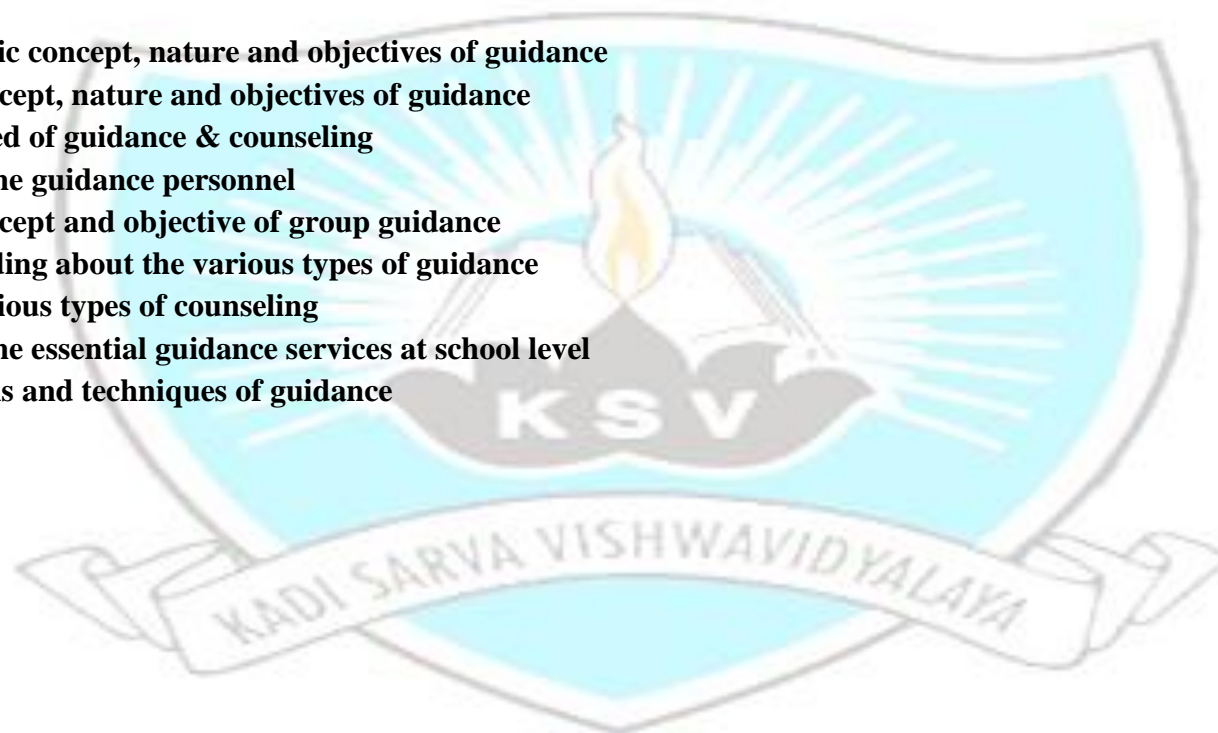 ic concept, nature and objectives of guidance
cept, nature and objectives of guidance
ed of guidance & counseling
he guidance personnel
cept and objective of group guidance
ding about the various types of guidance
ious types of counseling
he essential guidance services at school level
s and techniques of guidance
KSV
KADI SARVA VISHWAVIDYALAYA